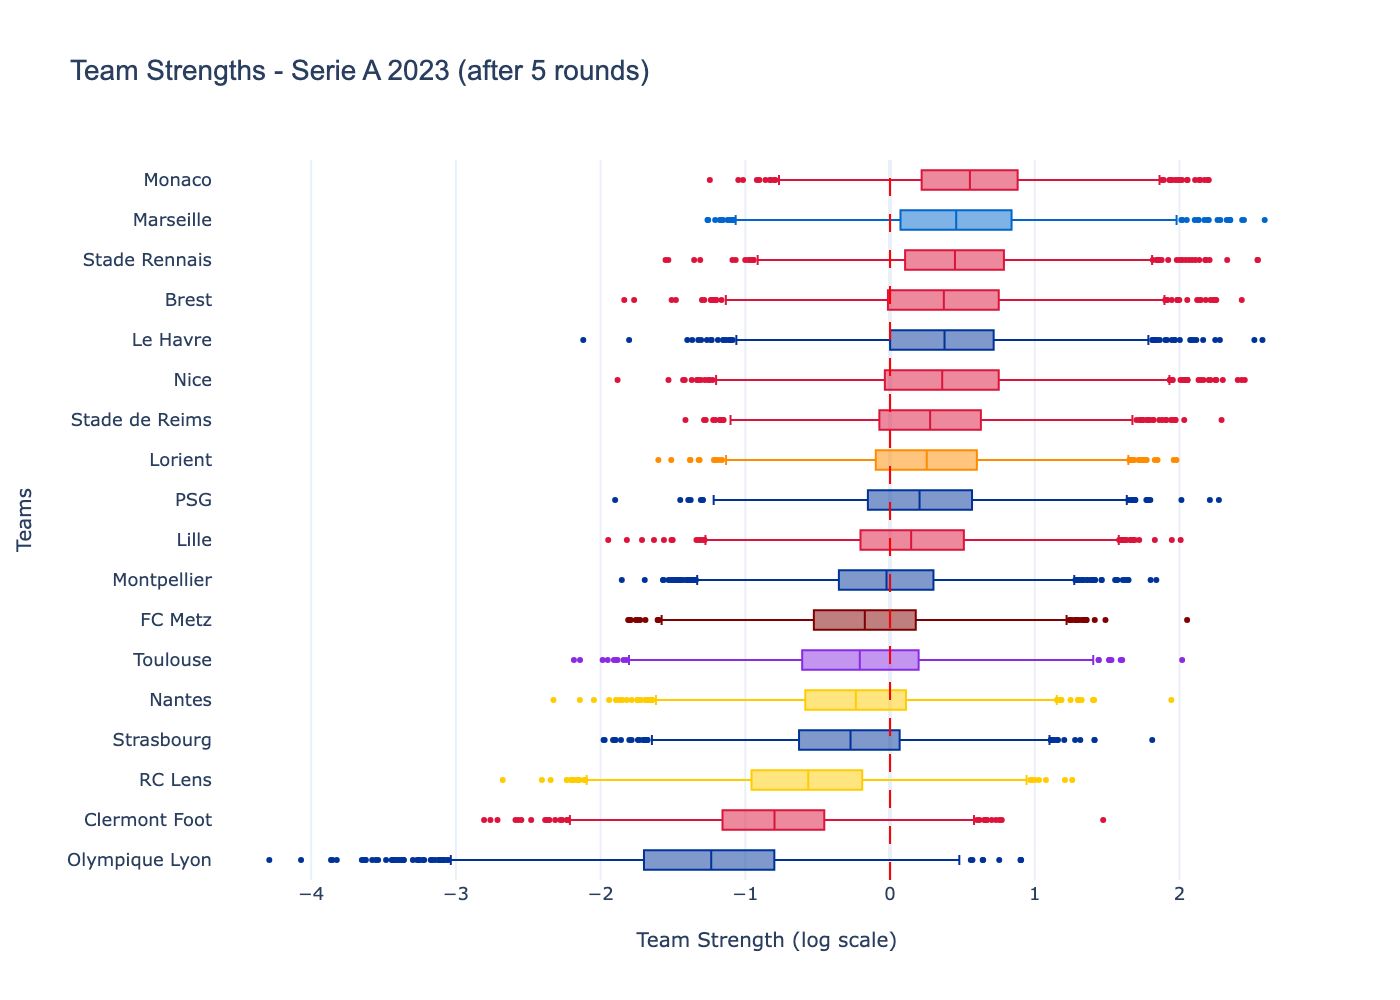 Team Strengths - Serie A 2023 (after 5 rounds)
Teams
Monaco
Marseille
Stade Rennais
Brest
Le Havre
Nice
Stade de Reims
Lorient
PSG
Lille
Montpellier
FC Metz
Toulouse
Nantes
Strasbourg
RC Lens
Clermont Foot
Olympique Lyon
−4 −3 −2 −1 0 1 2
Team Strength (log scale)